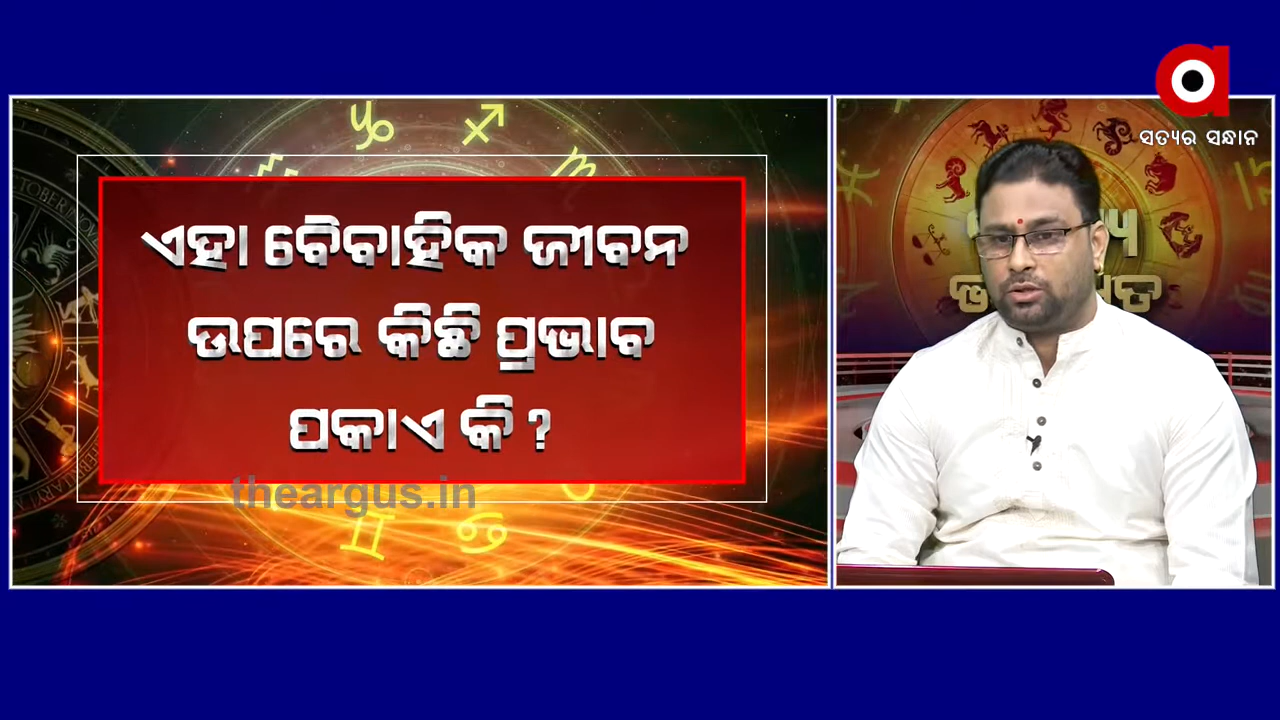 ଏହା ବୈବାହିକ ଜୀବନ
ଉପରେ କିଛି ପ୍ରଭାବ
ପକାଏ କି ?
theargus.in
ସତ୍ୟର ସନ୍ଧାନ